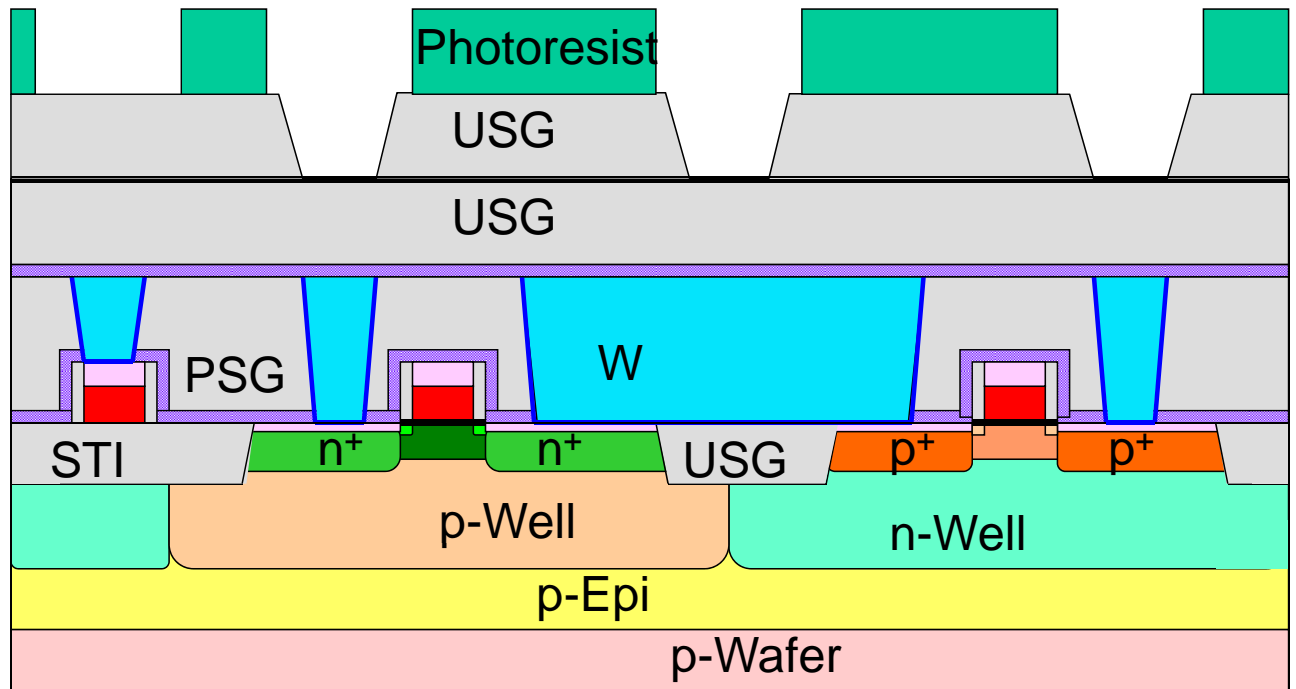 Photoresist
USG
USG
PSG
W
STI
n+
n+
USG
p+
p+
p-Well
n-Well
p-Epi
p-Wafer